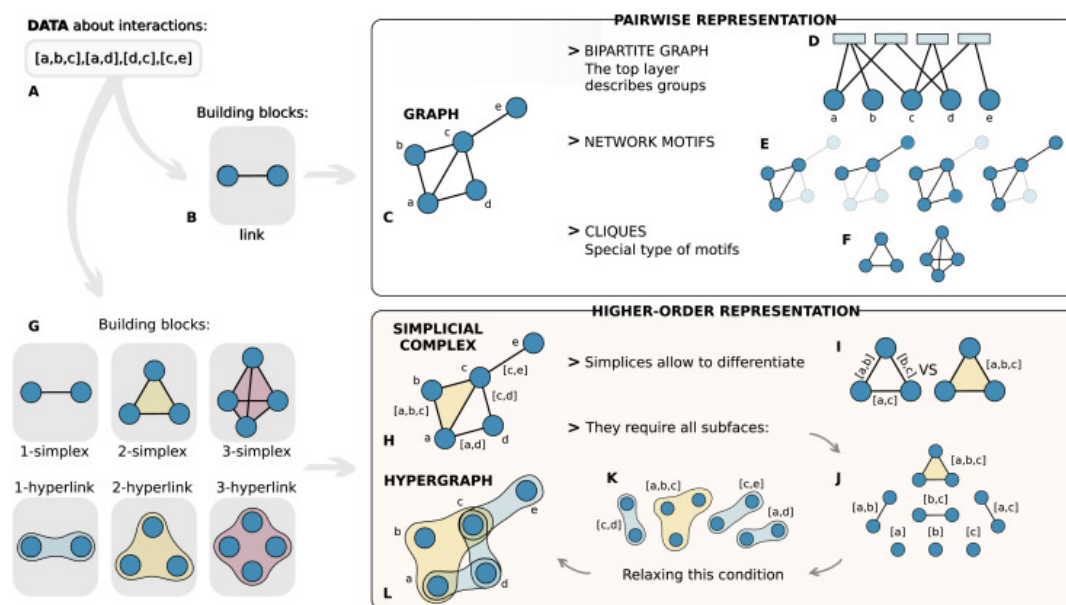 DATA about interactions:
[a,b,c],[a,d],[d,c],[c,e]
A
Building blocks:
B
link
PAIRWISE REPRESENTATION
GRAPH
e
c
b
a
d
C
> BIPARTITE GRAPH
The top layer
describes groups
D
a b c d e
> NETWORK MOTIFS
E
> CLIQUES
Special type of motifs
F
G
Building blocks:
1-simplex 2-simplex 3-simplex
1-hyperlink 2-hyperlink 3-hyperlink
HIGHER-ORDER REPRESENTATION
SIMPLICIAL
COMPLEX
e
c
[c,e]
b
[c,d]
[a,b,c]
a
d
[a,d]
H
> Simplices allow to differentiate
I
[a,b]
[b,c]
[a,c]
VS
[a,b,c]
> They require all subfaces:
J
[a,b,c]
[a,b]
[b,c]
[a,c]
[a] [b] [c]
HYPERGRAPH
c
e
b
a
d
L
K
[a,b,c]
[c,e]
[c,d]
[a,d]
Relaxing this condition